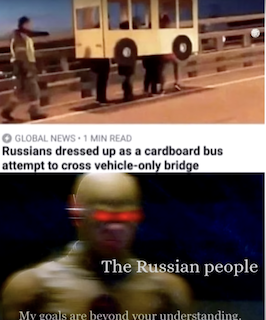 GLOBAL NEWS • 1 MIN READ
Russians dressed up as a cardboard bus
attempt to cross vehicle-only bridge
The Russian people
My goals are beyond your understanding,